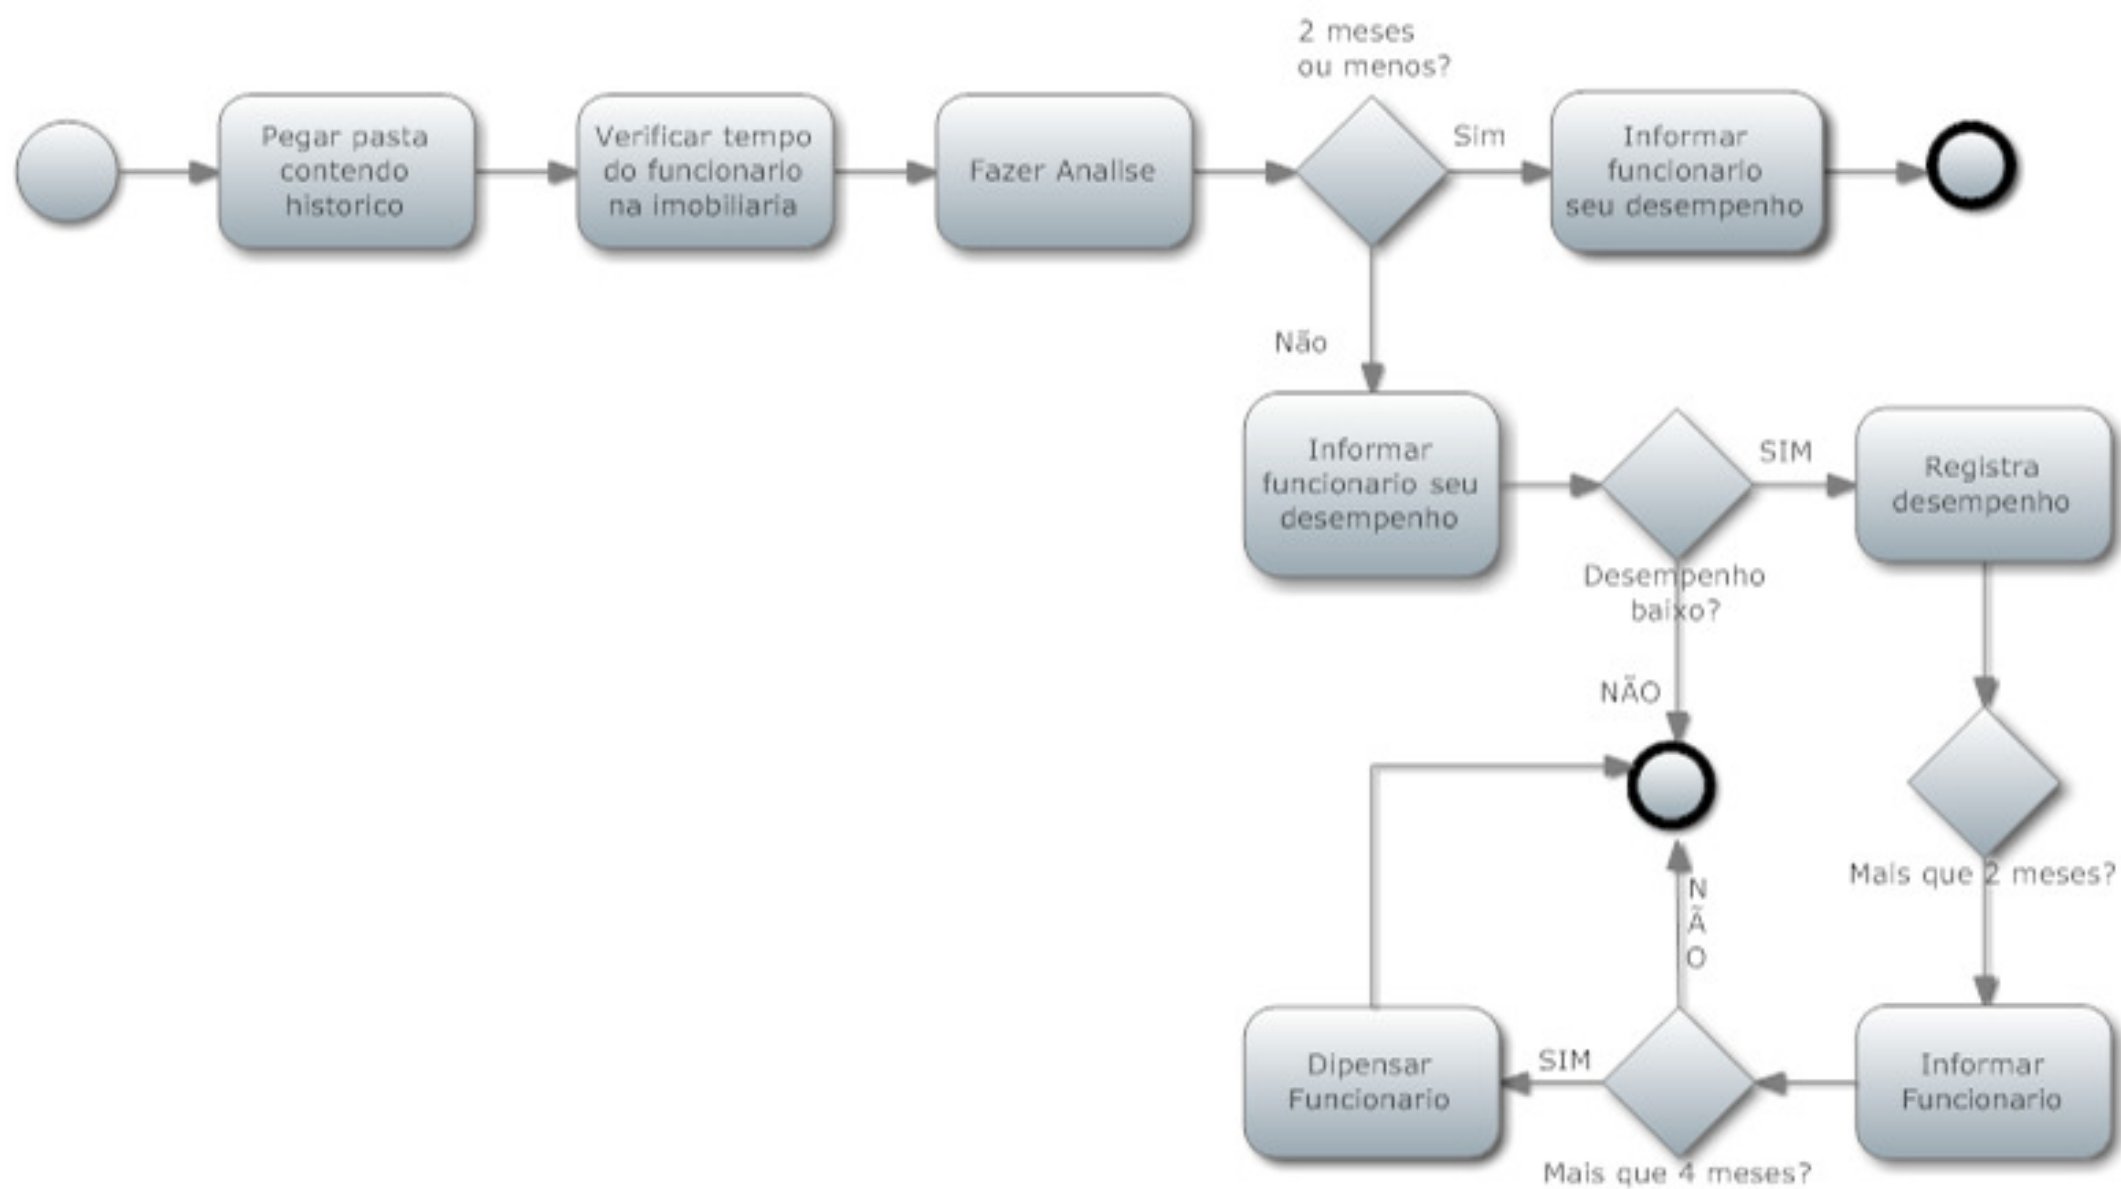 2 meses
ou menos?
Pegar pasta
contendo
historico
Verificar tempo
do funcionario
na imobiliaria
Fazer Analise
Sim
Informar
funcionario
seu desempenho
Não
Informar
funcionario seu
desempenho
SIM
Registra
desempenho
Desempenho
baixo?
NÃO
Mais que 2 meses?
N
Ã
O
Dipensar
Funcionario
SIM
Informar
Funcionario
Mais que 4 meses?